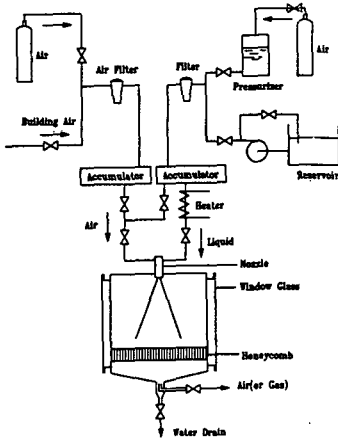 Air
Air Filter
Filter
Air
Pressurizer
Building Air
Reservoir
Accumulator
Accumulator
Heater
Air
Liquid
Nozzle
Window Glass
Honeycomb
Air(or Gas)
Water Drain